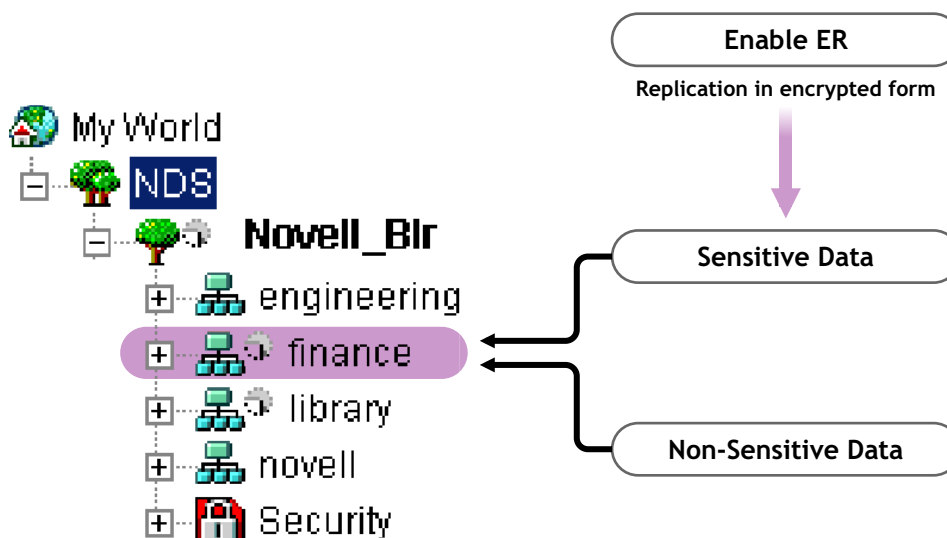 Enable ER
Replication in encrypted form
My World
NDS
Novell_Blr
Sensitive Data
engineering
finance
library
Non-Sensitive Data
novell
Security